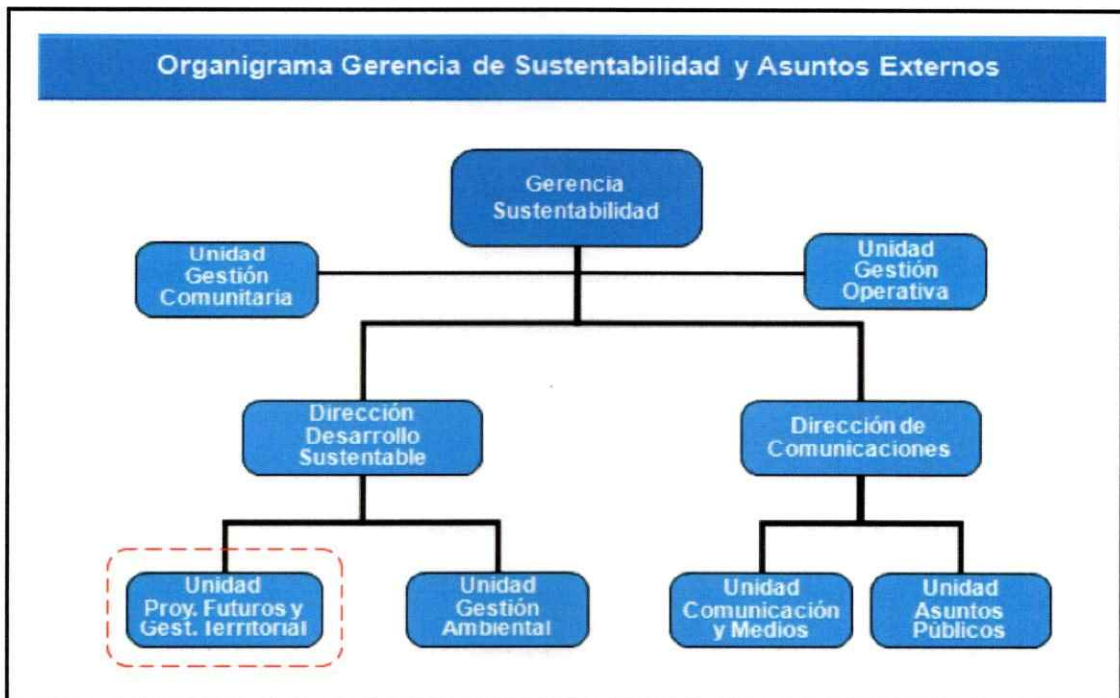 Organigrama Gerencia de Sustentabilidad y Asuntos Externos
Gerencia
Sustentabilidad
Unidad
Gestión
Comunitaria
Unidad
Gestión
Operativa
Dirección
Desarrollo
Sustentable
Dirección de
Comunicaciones
Unidad
Proy. Futuros y
Gest. Territorial
Unidad
Gestión
Ambiental
Unidad
Comunicación
y Medios
Unidad
Asuntos
Públicos